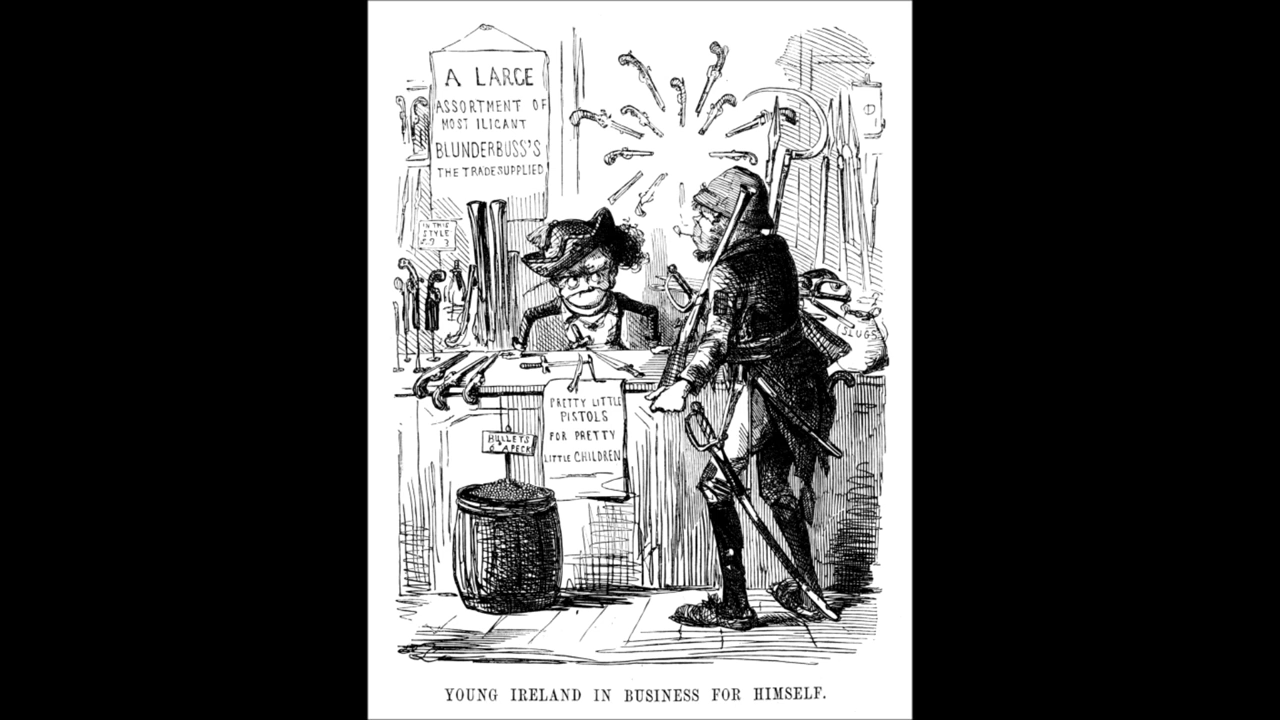 A LARGE
ASSORTMENT OF
MOST ILICANT
BLUNDERBUSS'S
THE TRADE SUPPLIED
IN THIS
STYLE
SLUGS
PRETTY LITTLE
PISTOLS
FOR PRETTY
LITTLE CHILDREN
BULLETS
A PECK
YOUNG IRELAND IN BUSINESS FOR HIMSELF.